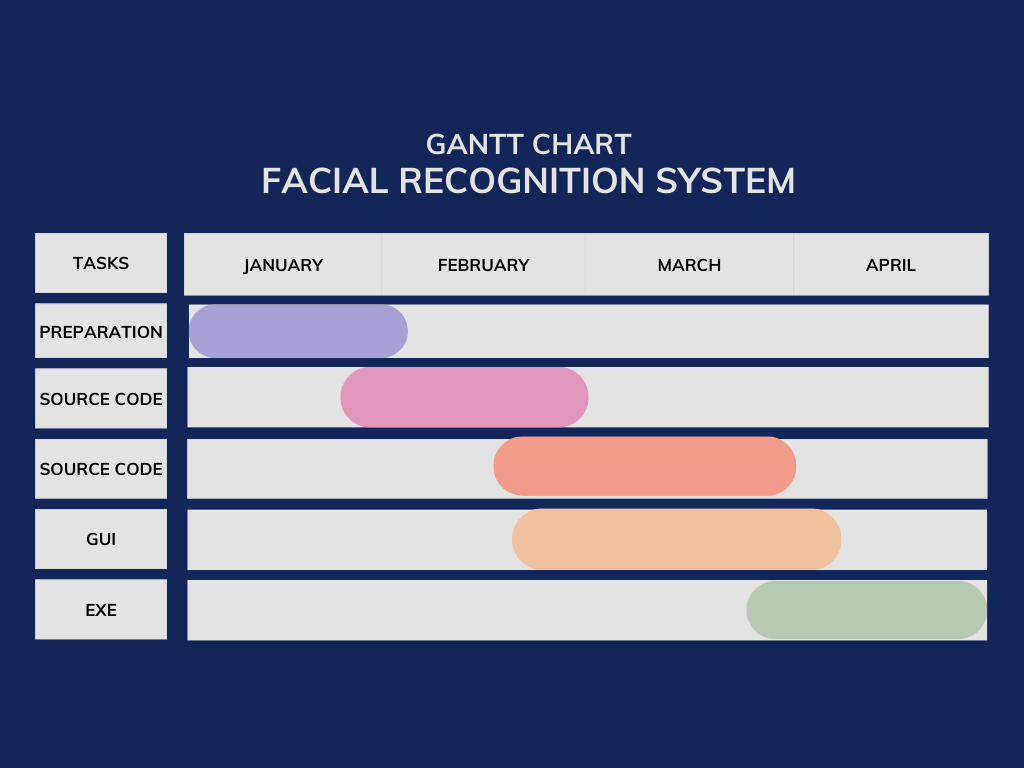 GANTT CHART
FACIAL RECOGNITION SYSTEM
TASKS JANUARY FEBRUARY MARCH APRIL
PREPARATION
SOURCE CODE
SOURCE CODE
GUI
EXE